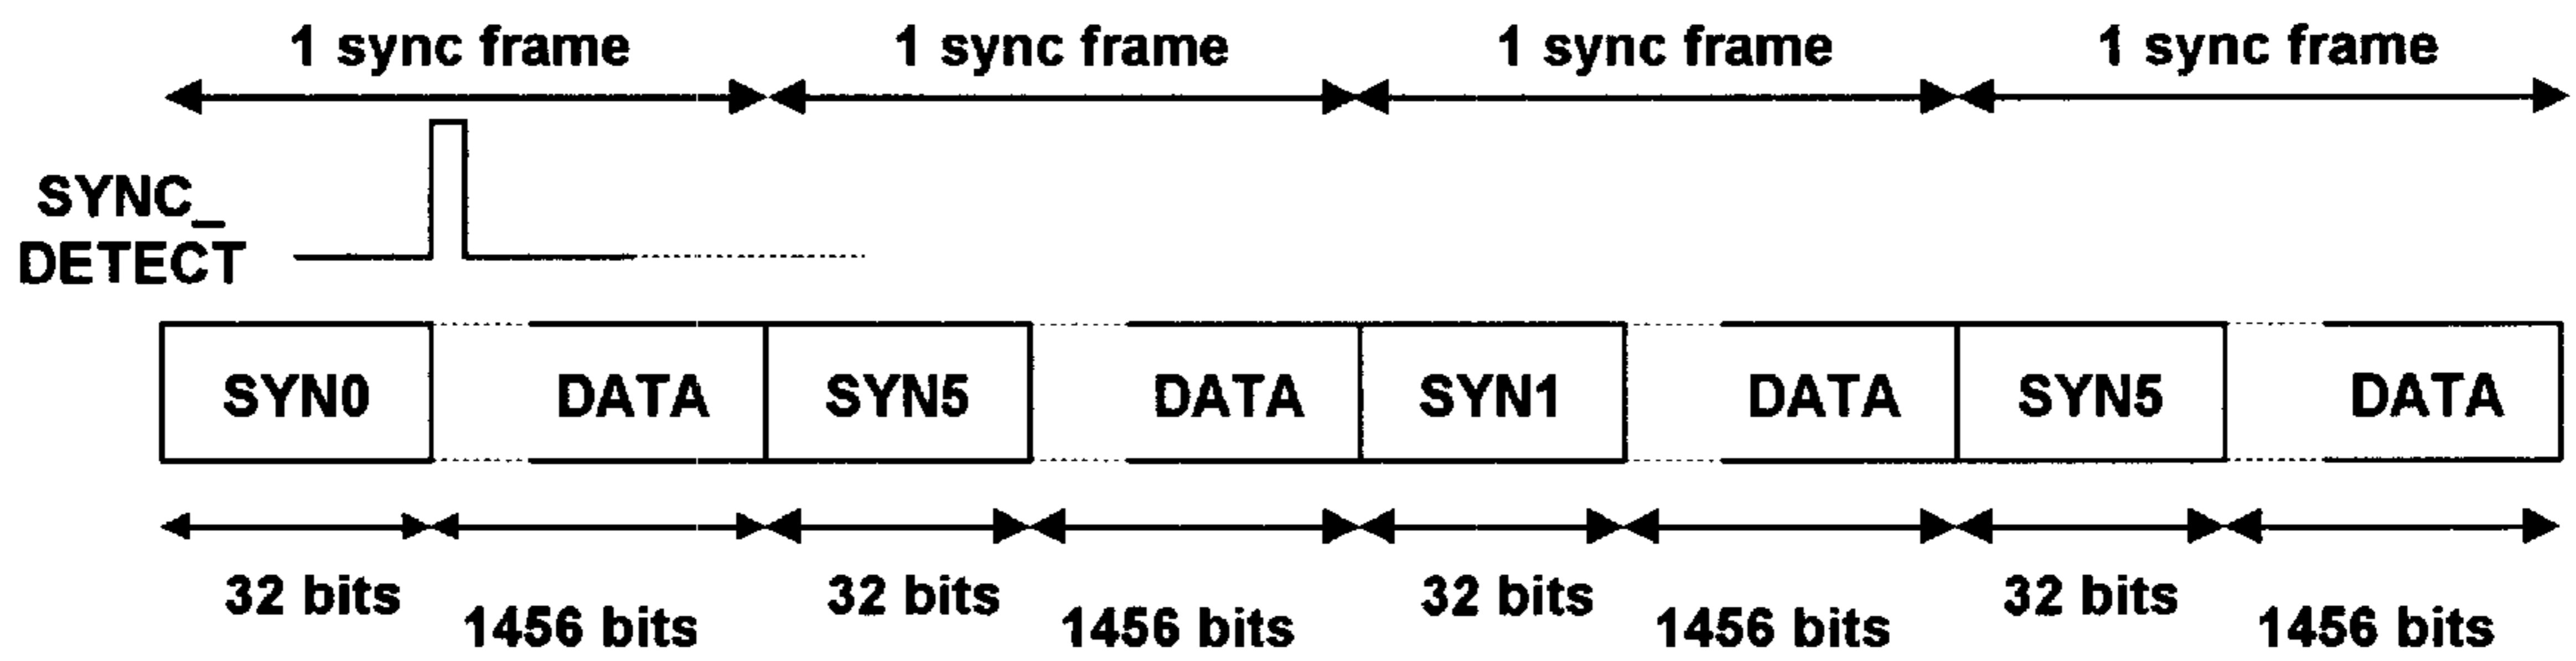 1 sync frame 1 sync frame 1 sync frame 1 sync frame
SYNC_
DETECT
SYN0 DATA SYN5 DATA SYN1 DATA SYN5 DATA
32 bits 32 bits 32 bits 32 bits
1456 bits 1456 bits 1456 bits 1456 bits